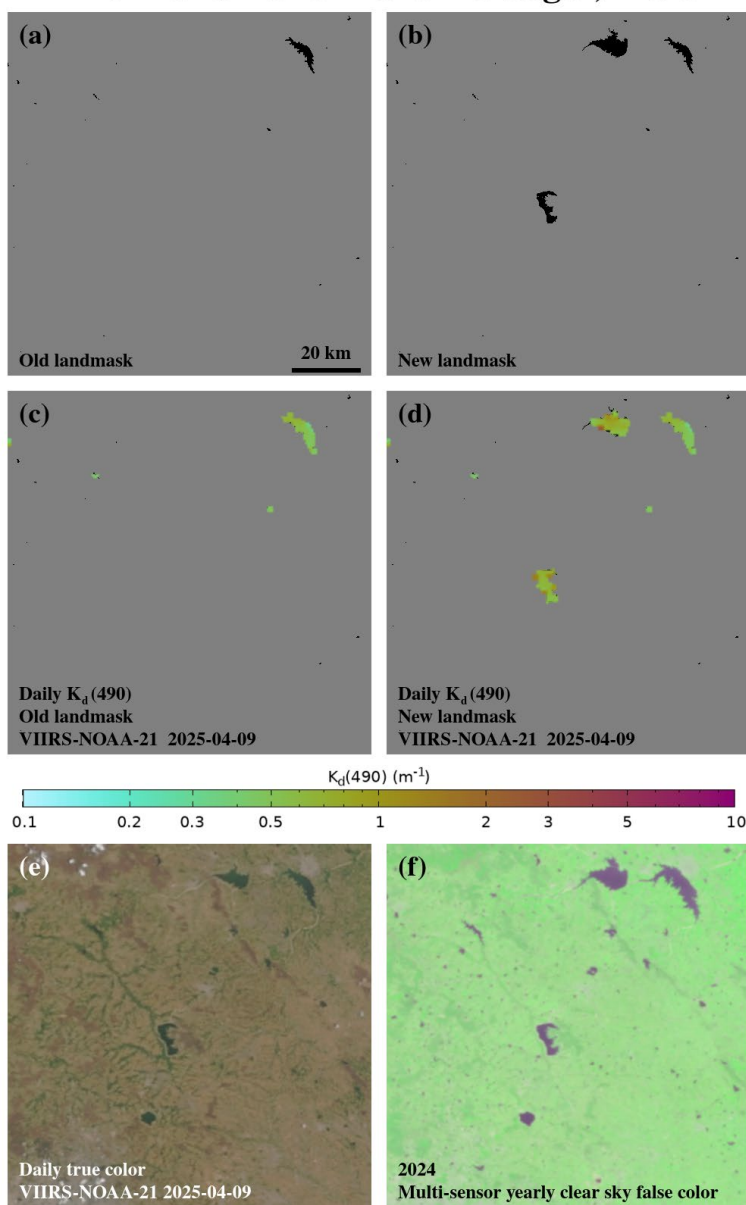 (a)
(b)
Old landmask
20 km
New landmask
(c)
(d)
Daily K_d(490)
Old landmask
VIIRS-NOAA-21 2025-04-09
Daily K_d(490)
New landmask
VIIRS-NOAA-21 2025-04-09
K_d(490) (m⁻¹)
0.1 0.2 0.3 0.5 1 2 3 5 10
(e)
(f)
Daily true color
VIIRS-NOAA-21 2025-04-09
2024
Multi-sensor yearly clear sky false color